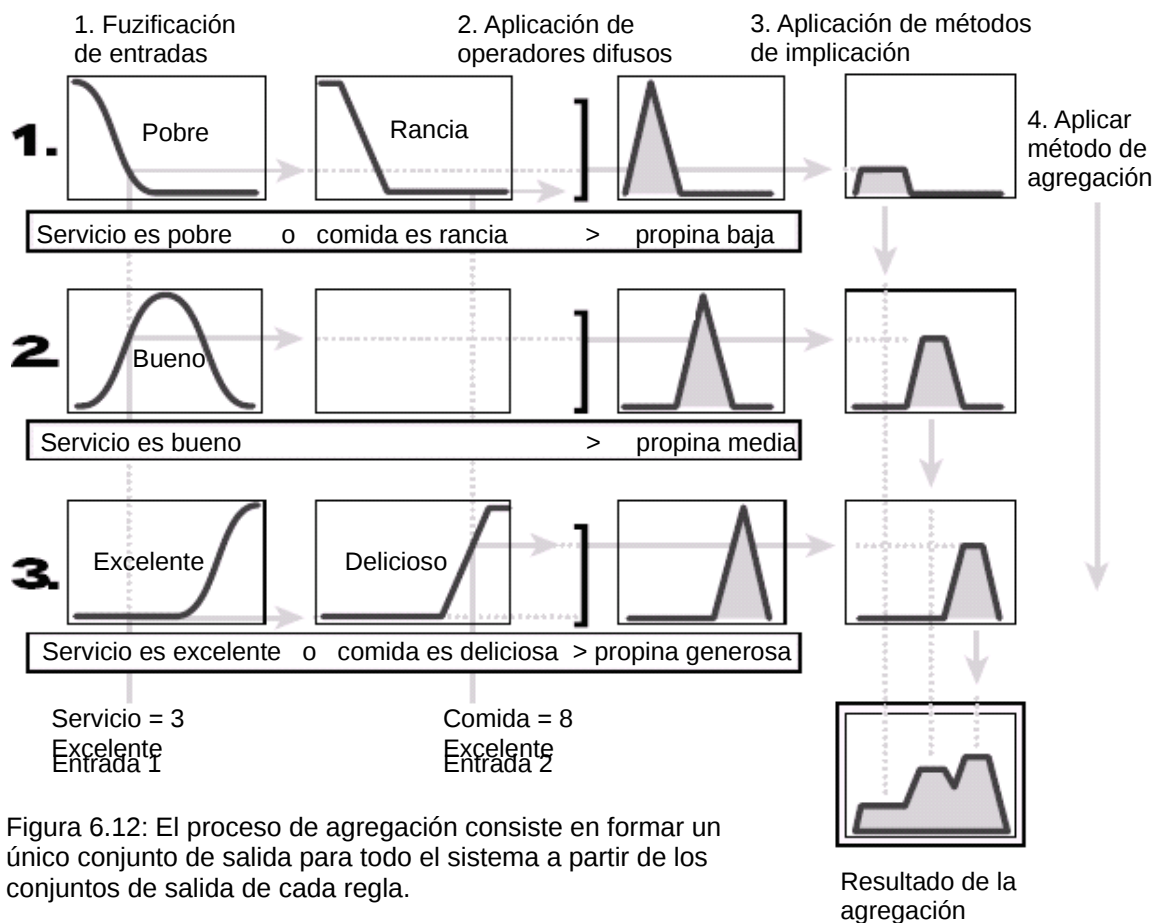 1. Fuzificación
de entradas
2. Aplicación de
operadores difusos
3. Aplicación de métodos
de implicación
4. Aplicar
método de
agregación
1.
Pobre
Rancia
Servicio es pobre o comida es rancia > propina baja
2.
Bueno
Servicio es bueno > propina media
3.
Excelente
Delicioso
Servicio es excelente o comida es deliciosa > propina generosa
Servicio = 3
Excelente
Entrada 1
Comida = 8
Excelente
Entrada 2
Figura 6.12: El proceso de agregación consiste en formar un
único conjunto de salida para todo el sistema a partir de los
conjuntos de salida de cada regla.
Resultado de la
agregación